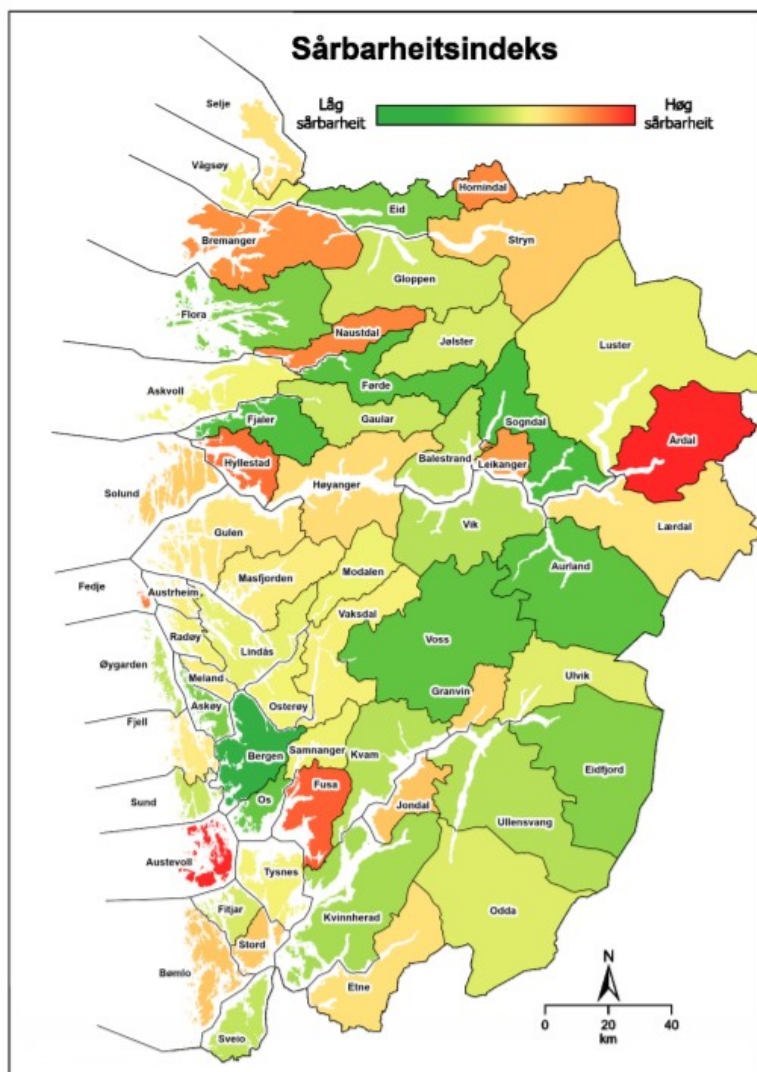 Sårbarheitsindeks
Låg
sårbarheit
Høg
sårbarheit
Selje
Vågsøy
Hornindal
Eid
Bremanger
Stryn
Gloppen
Flora
Naustdal
Jølster
Luster
Førde
Askvoll
Fjaler
Gaular
Sogndal
Årdal
Balestrand
Leikanger
Hyllestad
Høyanger
Solund
Vik
Lærdal
Gulen
Aurland
Modalen
Masfjorden
Fedje
Austrheim
Vaksdal
Radøy
Voss
Lindås
Øygarden
Meland
Ulvik
Granvin
Askøy
Osterøy
Fjell
Samnanger
Kvam
Bergen
Eidfjord
Fusa
Os
Sund
Jondal
Ullensvang
Austevoll
Tysnes
Fitjar
Kvinnherad
Odda
Stord
Bømlo
Etne
Sveio
N
0 20 40
km